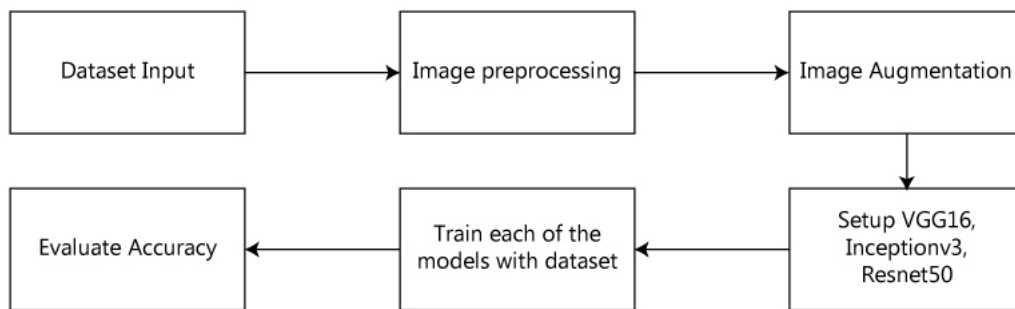 Dataset Input
Image preprocessing
Image Augmentation
Setup VGG16,
Inceptionv3,
Resnet50
Train each of the
models with dataset
Evaluate Accuracy